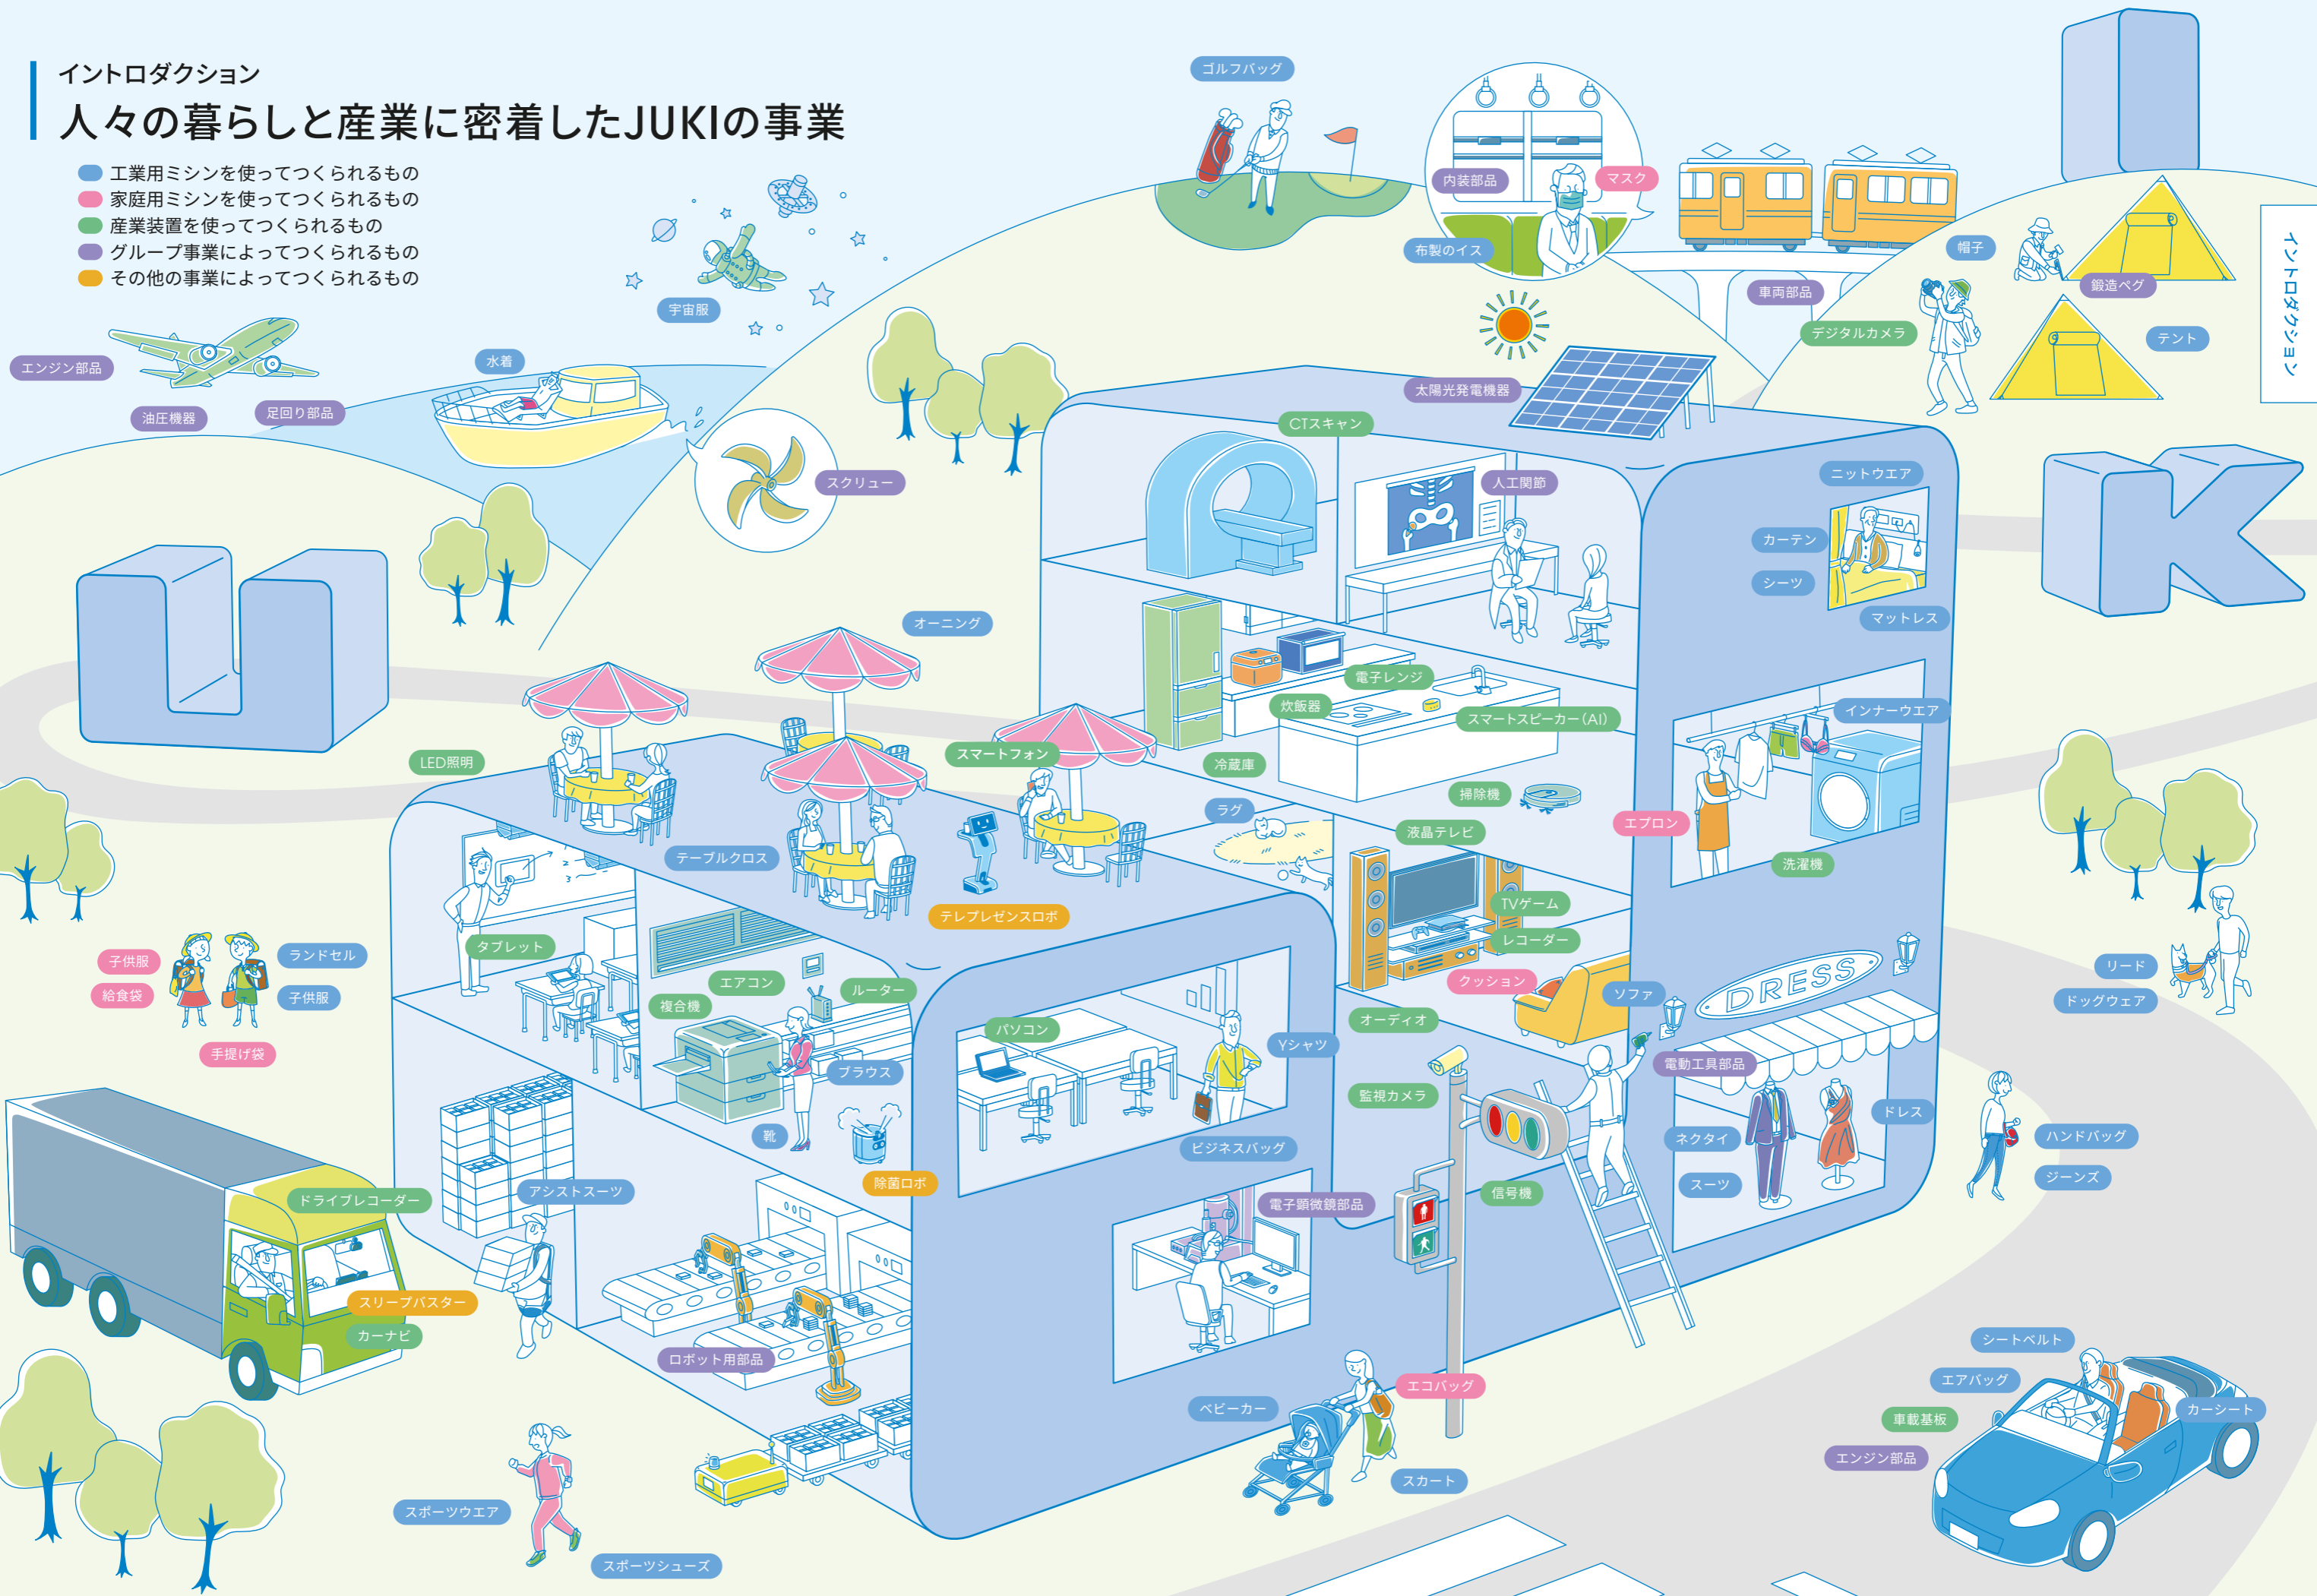 イントロダクション
人々の暮らしと産業に密着したJUKIの事業
工業用ミシンを使ってつくられるもの
家庭用ミシンを使ってつくられるもの
産業装置を使ってつくられるもの
グループ事業によってつくられるもの
その他の事業によってつくられるもの
ゴルフバッグ
内装部品
マスク
布製のイス
車両部品
帽子
鍛造ペグ
デジタルカメラ
テント
イントロダクション
宇宙服
エンジン部品
油圧機器
足回り部品
水着
スクリュー
太陽光発電機器
CTスキャン
人工関節
ニットウエア
カーテン
シーツ
マットレス
オーニング
電子レンジ
炊飯器
スマートスピーカー(AI)
冷蔵庫
掃除機
インナーウエア
エプロン
洗濯機
LED照明
スマートフォン
テーブルクロス
テレプレゼンスロボ
ラグ
液晶テレビ
TVゲーム
レコーダー
クッション
ソファ
オーディオ
DRESS
子供服
給食袋
ランドセル
子供服
手提げ袋
タブレット
エアコン
複合機
ルーター
ブラウス
靴
除菌ロボ
パソコン
Yシャツ
ビジネスバッグ
監視カメラ
電動工具部品
ネクタイ
スーツ
ドレス
信号機
リード
ドッグウェア
ハンドバッグ
ジーンズ
ドライブレコーダー
アシストスーツ
スリープバスター
カーナビ
電子顕微鏡部品
ロボット用部品
ベビーカー
エコバッグ
スカート
スポーツウエア
スポーツシューズ
シートベルト
エアバッグ
車載基板
エンジン部品
カーシート
I
U
K